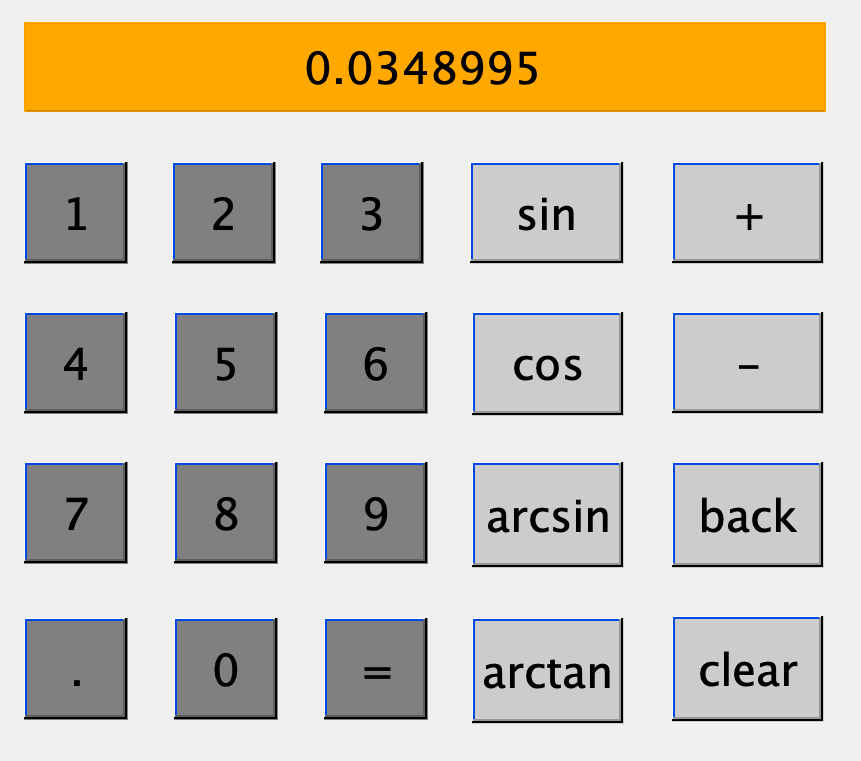 0.0348995
1 2 3 sin +
4 5 6 cos -
7 8 9 arcsin back
. 0 = arctan clear